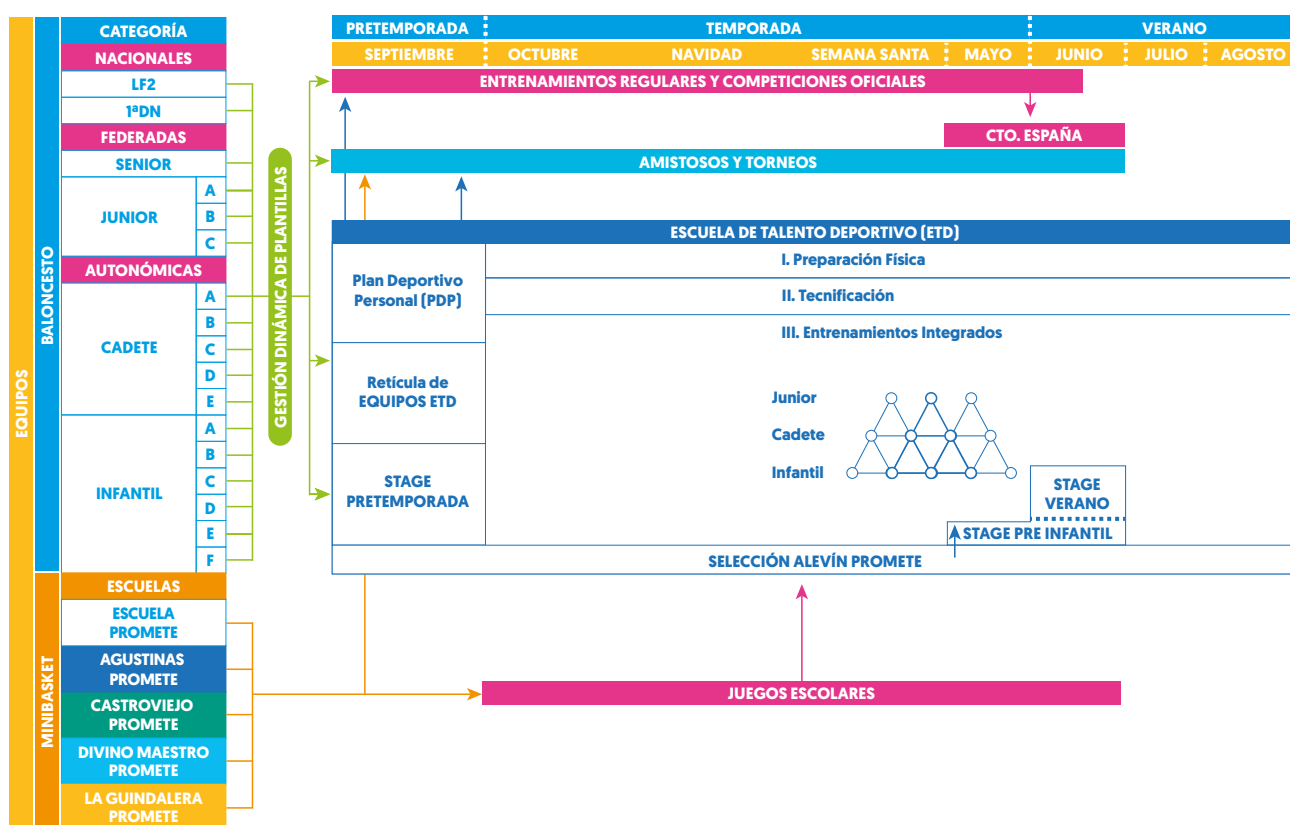 EQUIPOS
BALONCESTO
MINIBASKET
CATEGORÍA
NACIONALES
LF2
1ªDN
FEDERADAS
SENIOR
JUNIOR
A
B
C
AUTONÓMICAS
CADETE
A
B
C
D
E
INFANTIL
A
B
C
D
E
F
ESCUELAS
ESCUELA
PROMETE
AGUSTINAS
PROMETE
CASTROVIEJO
PROMETE
DIVINO MAESTRO
PROMETE
LA GUINDALERA
PROMETE
GESTIÓN DINÁMICA DE PLANTILLAS
PRETEMPORADA
TEMPORADA
VERANO
SEPTIEMBRE
OCTUBRE
NAVIDAD
SEMANA SANTA
MAYO
JUNIO
JULIO
AGOSTO
ENTRENAMIENTOS REGULARES Y COMPETICIONES OFICIALES
CTO. ESPAÑA
AMISTOSOS Y TORNEOS
ESCUELA DE TALENTO DEPORTIVO (ETD)
Plan Deportivo
Personal (PDP)
I. Preparación Física
II. Tecnificación
III. Entrenamientos Integrados
Retícula de
EQUIPOS ETD
Junior
Cadete
Infantil
STAGE
PRETEMPORADA
STAGE
VERANO
STAGE PRE INFANTIL
SELECCIÓN ALEVÍN PROMETE
JUEGOS ESCOLARES